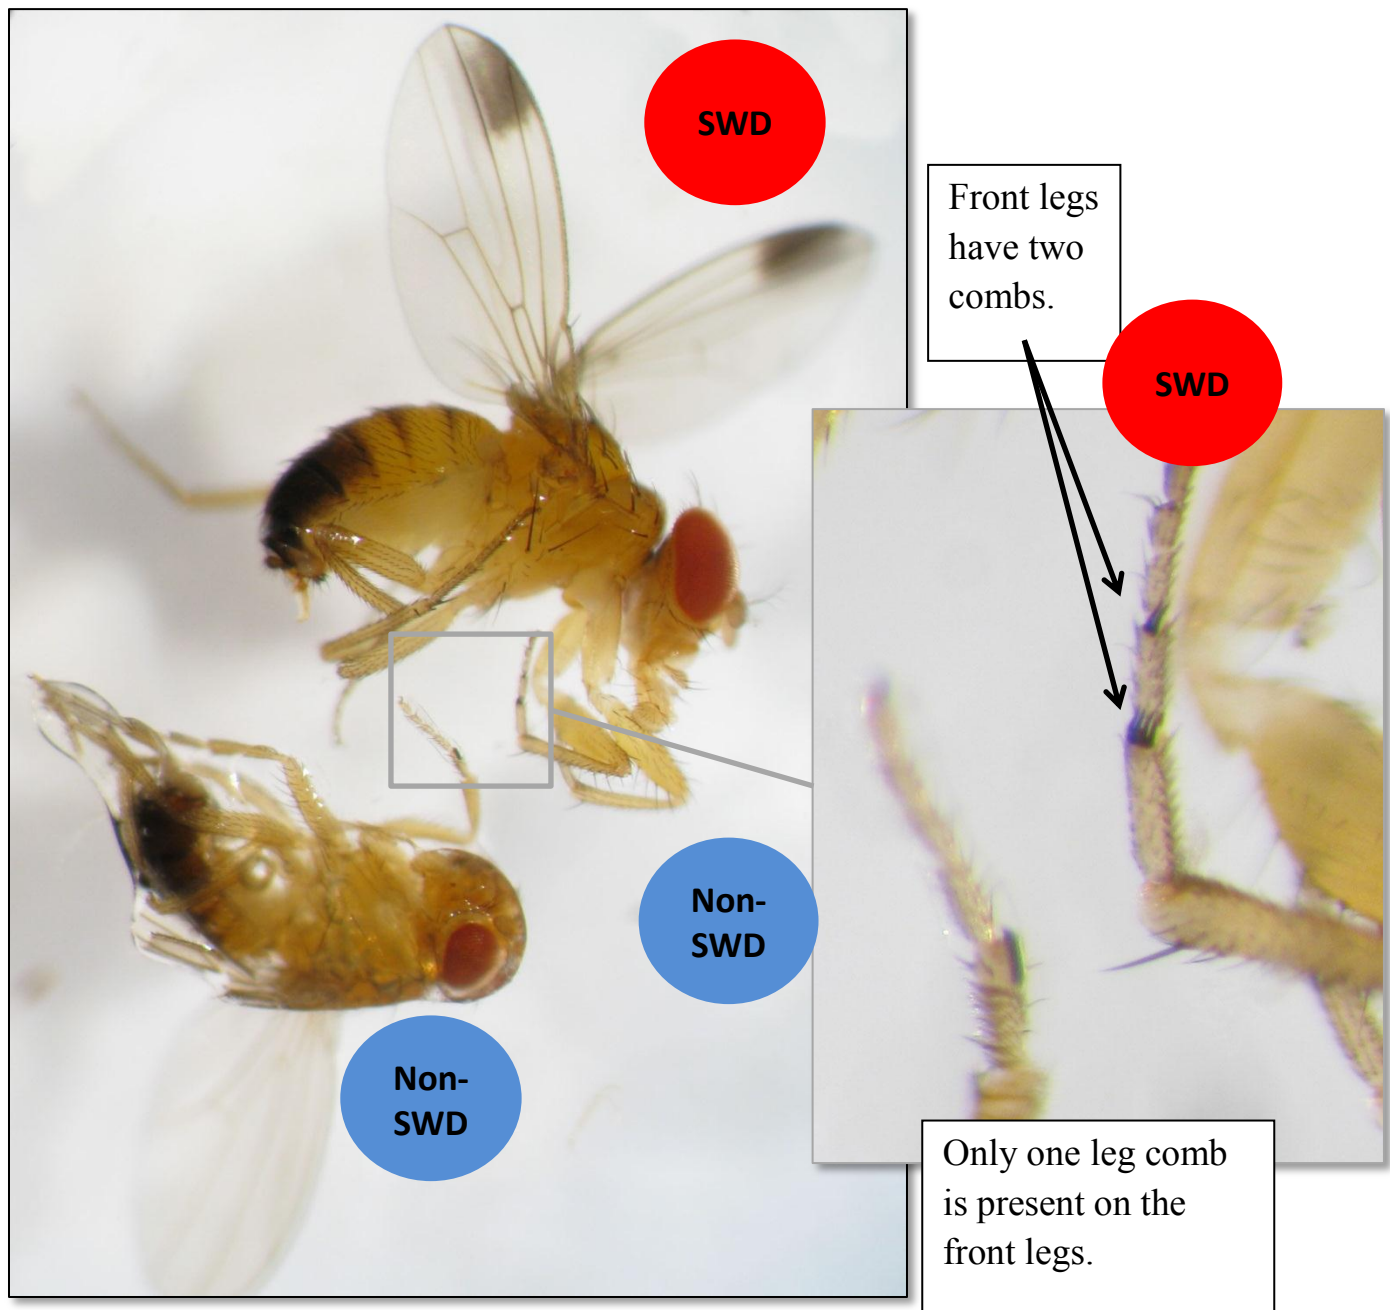 SWD
Front legs
have two
combs.
SWD
Non-
SWD
Non-
SWD
Only one leg comb
is present on the
front legs.